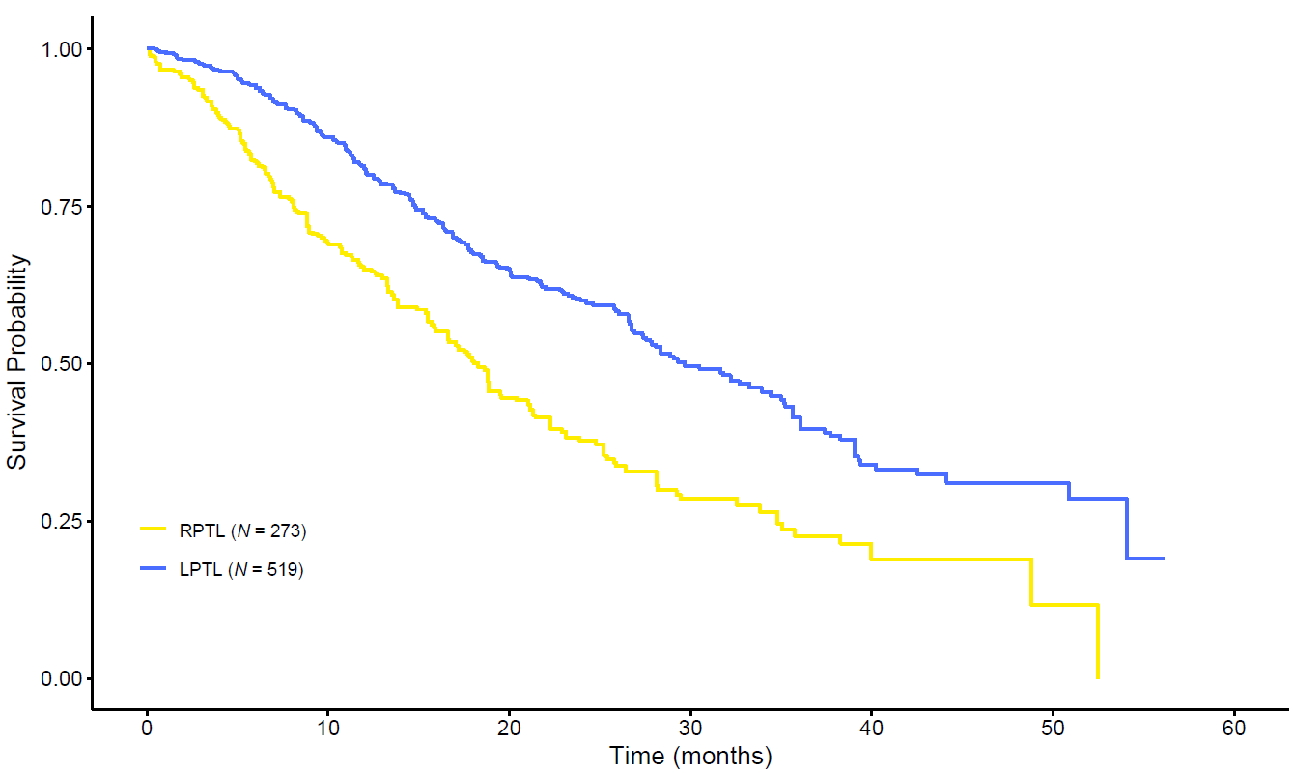 Survival Probability
1.00
0.75
0.50
0.25
0.00
RPTL (N = 273)
LPTL (N = 519)
0 10 20 30 40 50 60
Time (months)